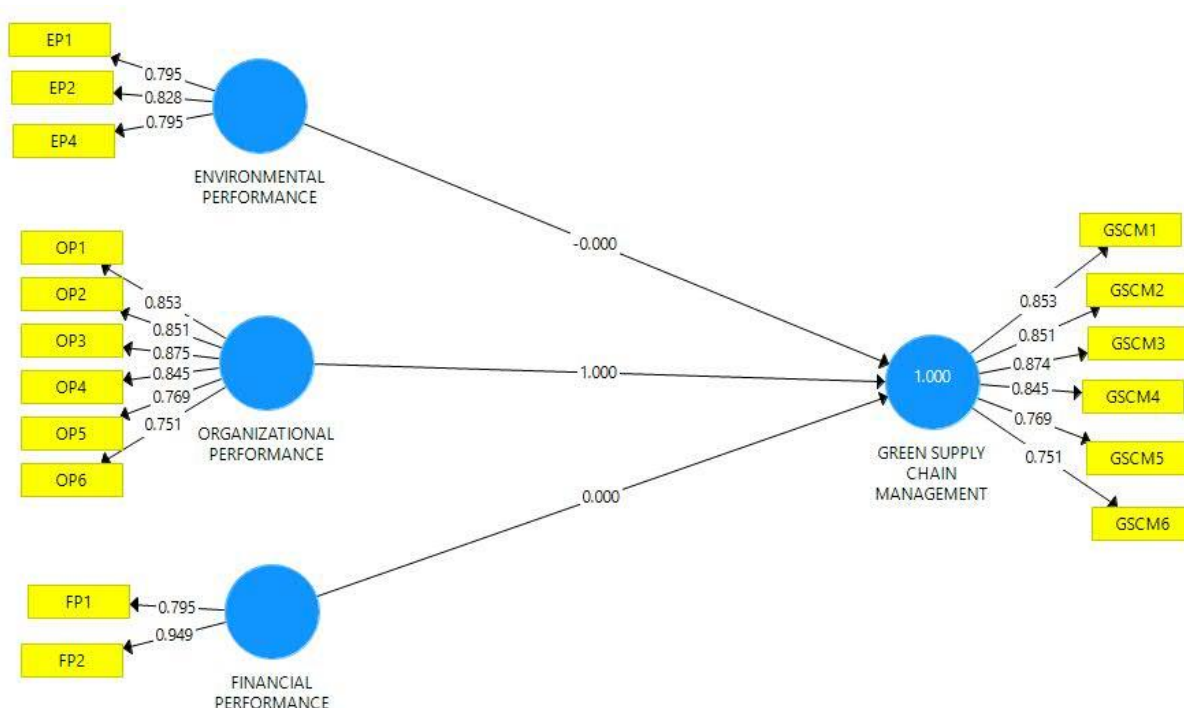 EP1
EP2
EP4
0.795
0.828
0.795
ENVIRONMENTAL
PERFORMANCE
-0.000
OP1
OP2
OP3
OP4
OP5
OP6
0.853
0.851
0.875
0.845
0.769
0.751
ORGANIZATIONAL
PERFORMANCE
1.000
FP1
FP2
0.795
0.949
FINANCIAL
PERFORMANCE
0.000
1.000
GREEN SUPPLY
CHAIN
MANAGEMENT
0.853
0.851
0.874
0.845
0.769
0.751
GSCM1
GSCM2
GSCM3
GSCM4
GSCM5
GSCM6